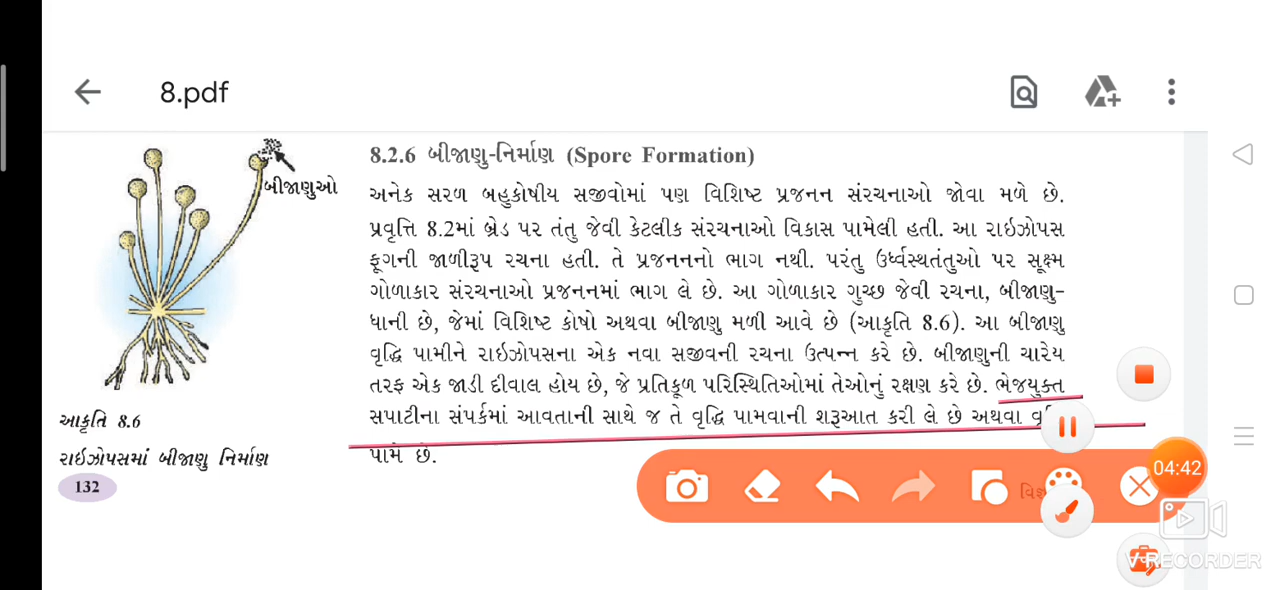 8.pdf
8.2.6 બીજાણુ-નિર્માણ (Spore Formation)
અનેક સરળ બહુકોષીય સજીવોમાં પણ વિશિષ્ટ પ્રજનન સંરચનાઓ જોવા મળે છે.
પ્રવૃત્તિ 8.2માં બ્રેડ પર તંતુ જેવી કેટલીક સંરચનાઓ વિકાસ પામેલી હતી. આ રાઇઝોપસ
ફૂગની જાળીરૂપ રચના હતી. તે પ્રજનનનો ભાગ નથી. પરંતુ ઉર્ધ્વસ્થતંતુઓ પર સૂક્ષ્મ
ગોળાકાર સંરચનાઓ પ્રજનનમાં ભાગ લે છે. આ ગોળાકાર ગુચ્છ જેવી રચના, બીજાણુ-
ધાની છે, જેમાં વિશિષ્ટ કોષો અથવા બીજાણુ મળી આવે છે (આકૃતિ 8.6). આ બીજાણુ
વૃદ્ધિ પામીને રાઇઝોપસના એક નવા સજીવની રચના ઉત્પન્ન કરે છે. બીજાણુની ચારેય
તરફ એક જાડી દીવાલ હોય છે, જે પ્રતિકૂળ પરિસ્થિતિઓમાં તેઓનું રક્ષણ કરે છે. ભેજયુક્ત
સપાટીના સંપર્કમાં આવતાની સાથે જ તે વૃદ્ધિ પામવાની શરૂઆત કરી લે છે અથવા
પામે છે.
બીજાણુઓ
આકૃતિ 8.6
રાઇઝોપસમાં બીજાણુ નિર્માણ
132
04:42
V-RECORDER